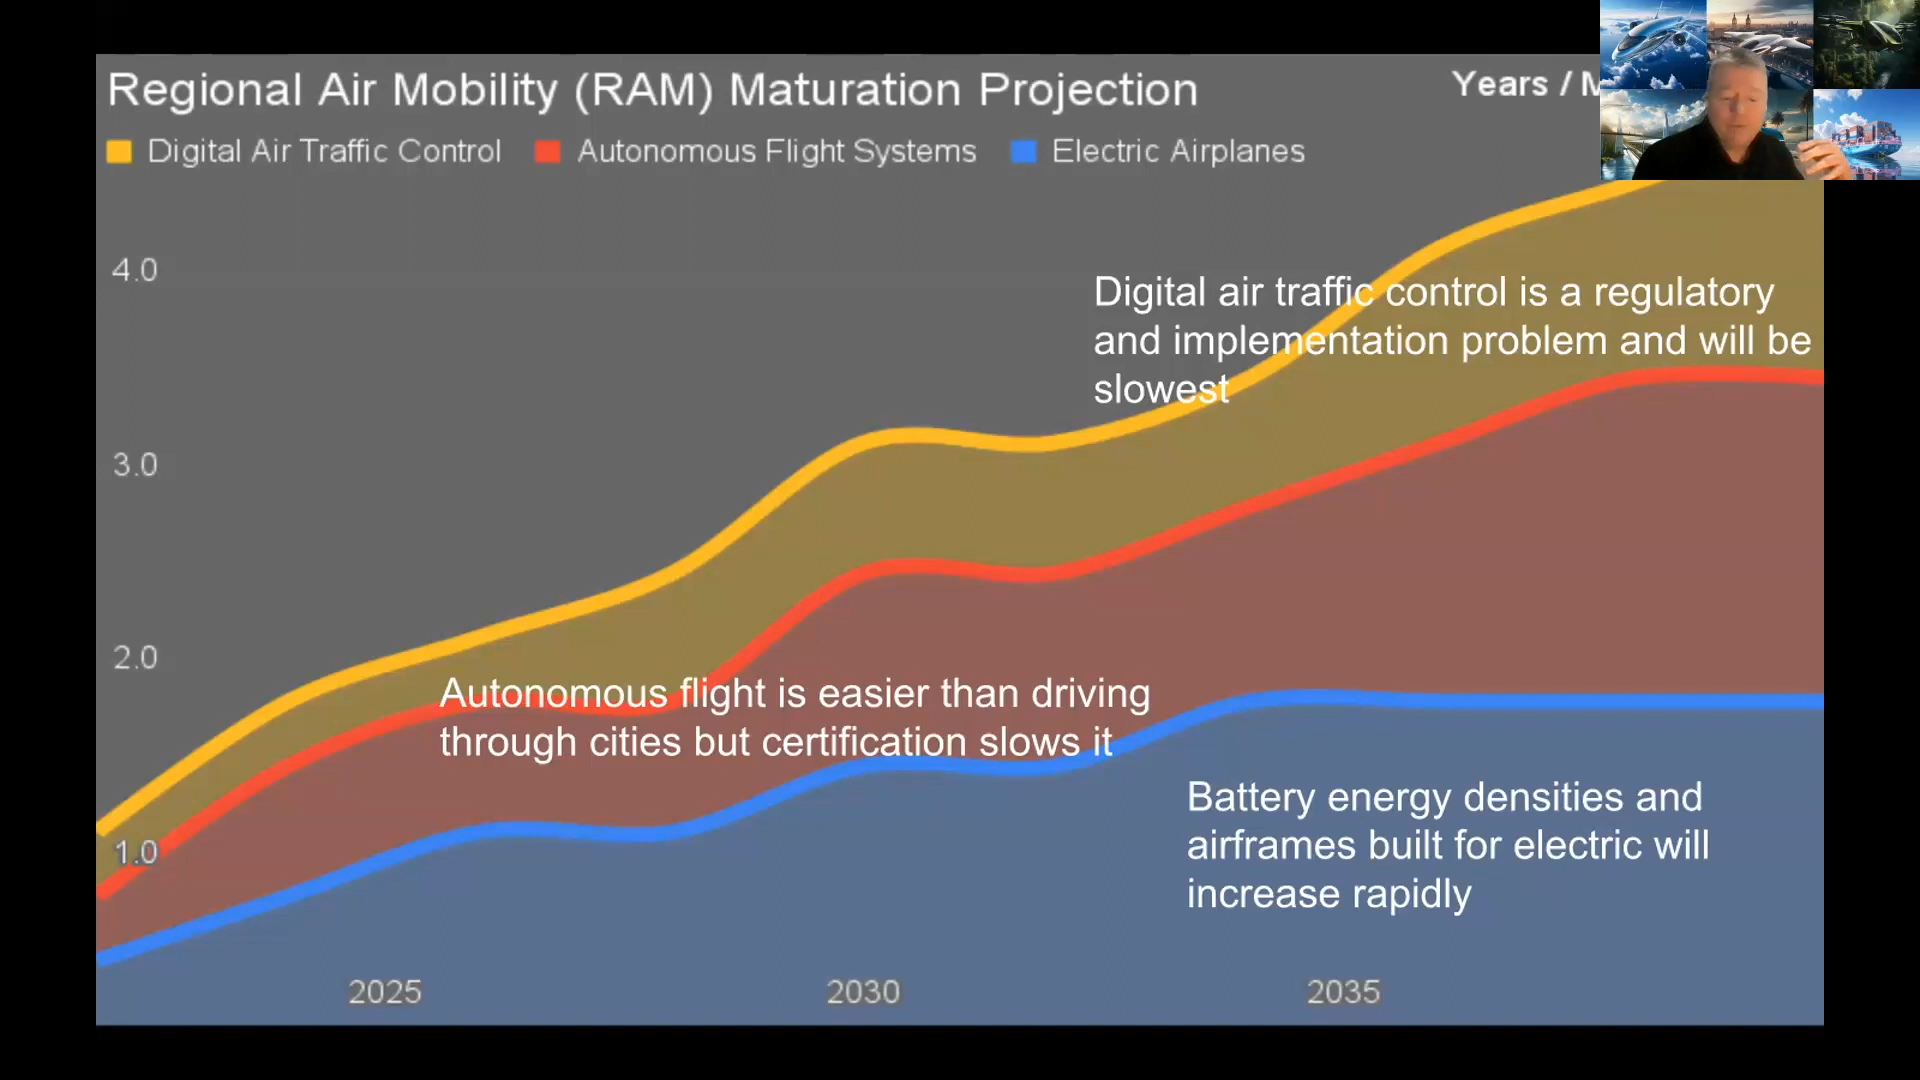 Regional Air Mobility (RAM) Maturation Projection
Years / M
Digital Air Traffic Control
Autonomous Flight Systems
Electric Airplanes
4.0
Digital air traffic control is a regulatory
and implementation problem and will be
slowest
3.0
2.0
Autonomous flight is easier than driving
through cities but certification slows it
Battery energy densities and
airframes built for electric will
increase rapidly
1.0
2025
2030
2035